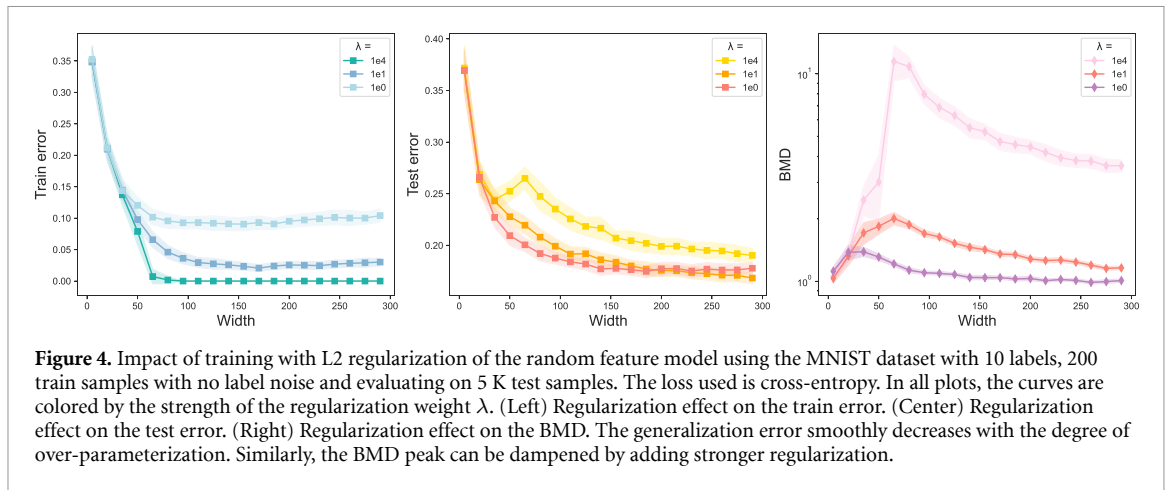 Train error
0.35
0.30
0.25
0.20
0.15
0.10
0.05
0.00
0
50
100
150
200
250
300
Width
λ =
1e4
1e1
1e0
Test error
0.40
0.35
0.30
0.25
0.20
0
50
100
150
200
250
300
Width
λ =
1e4
1e1
1e0
BMD
10¹
10⁰
0
50
100
150
200
250
300
Width
λ =
1e4
1e1
1e0
Figure 4. Impact of training with L2 regularization of the random feature model using the MNIST dataset with 10 labels, 200
train samples with no label noise and evaluating on 5 K test samples. The loss used is cross-entropy. In all plots, the curves are
colored by the strength of the regularization weight λ. (Left) Regularization effect on the train error. (Center) Regularization
effect on the test error. (Right) Regularization effect on the BMD. The generalization error smoothly decreases with the degree of
over-parameterization. Similarly, the BMD peak can be dampened by adding stronger regularization.